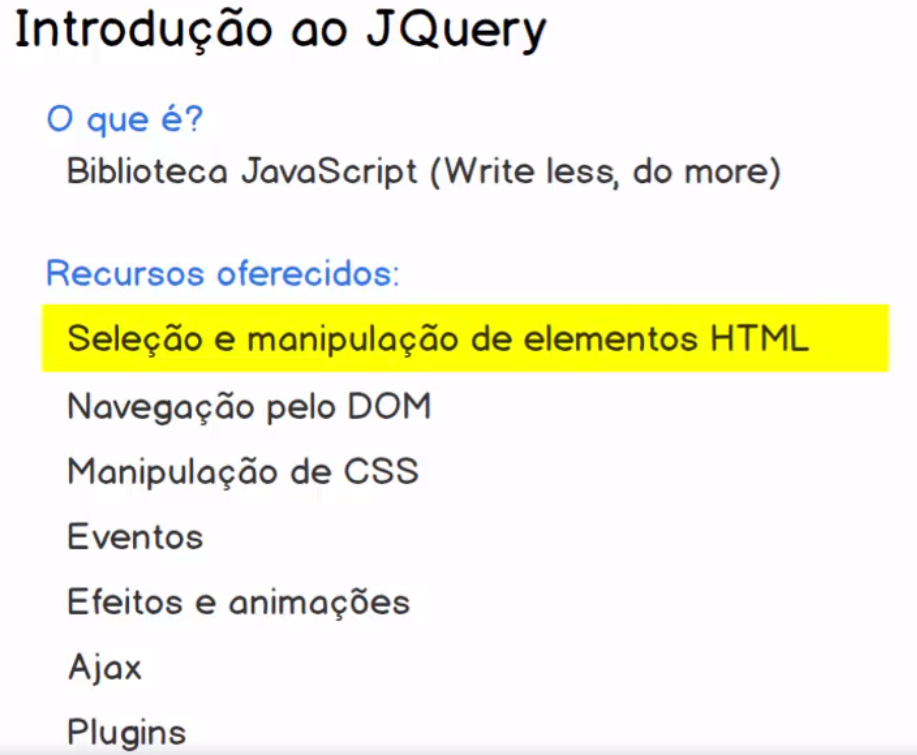 Introdução ao JQuery
O que é?
Biblioteca JavaScript (Write less, do more)
Recursos oferecidos:
Seleção e manipulação de elementos HTML
Navegação pelo DOM
Manipulação de CSS
Eventos
Efeitos e animações
Ajax
Plugins